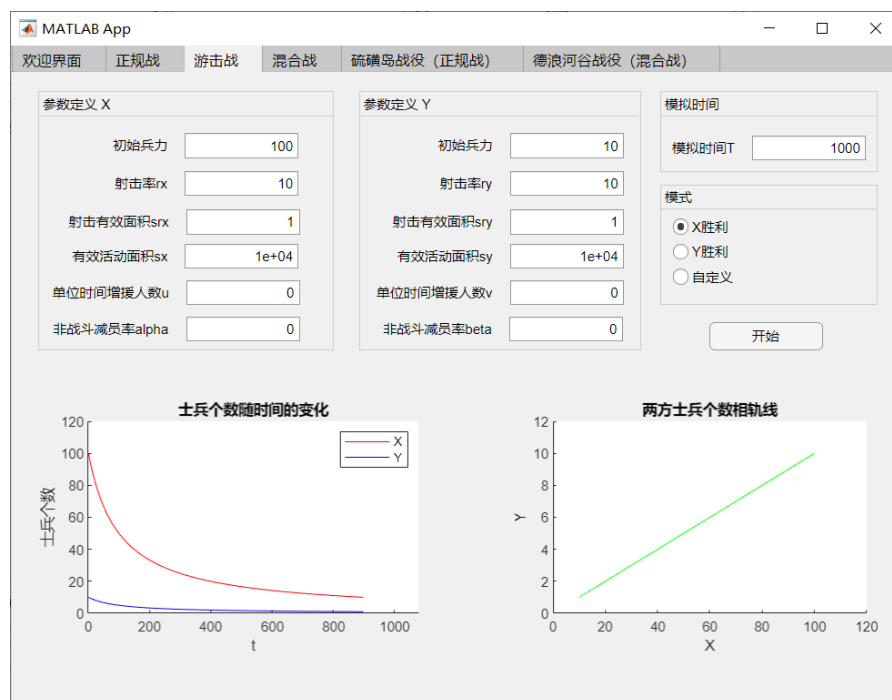 MATLAB App
欢迎界面 正规战 游击战 混合战 硫磺岛战役（正规战） 德浪河谷战役（混合战）
参数定义 X
初始兵力 100
射击率rx 10
射击有效面积srx 1
有效活动面积sx 1e+04
单位时间增援人数u 0
非战斗减员率alpha 0
参数定义 Y
初始兵力 10
射击率ry 10
射击有效面积sry 1
有效活动面积sy 1e+04
单位时间增援人数v 0
非战斗减员率beta 0
模拟时间
模拟时间T 1000
模式
X胜利
Y胜利
自定义
开始
士兵个数随时间的变化
士兵个数
120
100
80
60
40
20
0
0 200 400 600 800 1000
t
X
Y
两方士兵个数相轨线
Y
12
10
8
6
4
2
0
0 20 40 60 80 100 120
X